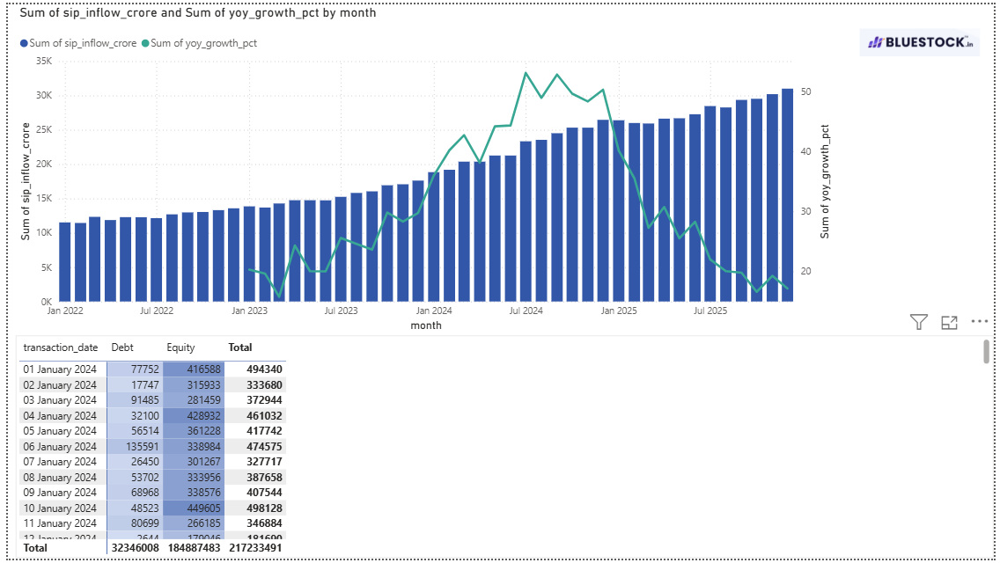 Sum of sip_inflow_crore and Sum of yoy_growth_pct by month
Sum of sip_inflow_crore Sum of yoy_growth_pct
BLUESTOCK.in
TM
35K
30K
25K
20K
15K
10K
5K
0K
Sum of sip_inflow_crore
50
40
30
20
Sum of yoy_growth_pct
Jan 2022 Jul 2022 Jan 2023 Jul 2023 Jan 2024 Jul 2024 Jan 2025 Jul 2025
month
transaction_date Debt Equity Total
01 January 2024 77752 416588 494340
02 January 2024 17747 315933 333680
03 January 2024 91485 281459 372944
04 January 2024 32100 428932 461032
05 January 2024 56514 361228 417742
06 January 2024 135591 338984 474575
07 January 2024 26450 301267 327717
08 January 2024 53702 333956 387658
09 January 2024 68968 338576 407544
10 January 2024 48523 449605 498128
11 January 2024 80699 266185 346884
12 January 2024 2644 179046 181690
Total 32346008 184887483 217233491